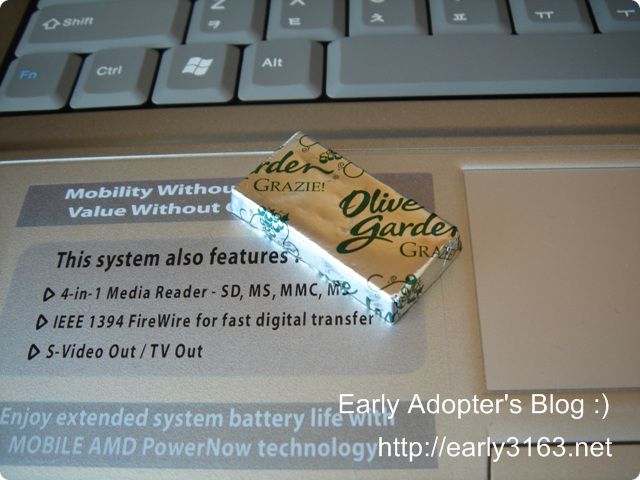 Shift
Z
ㅋ
X
ㅌ
C
ㅊ
V
ㅍ
B
ㅠ
N
ㅜ
Fn
Ctrl
Alt
rden
GRAZIE!
Olive
Garden
GRAZIE
Mobility Withou
Value Without
This system also features :
4-in-1 Media Reader - SD, MS, MMC, MS
IEEE 1394 FireWire for fast digital transfer
S-Video Out / TV Out
Enjoy extended system battery life with
MOBILE AMD PowerNow technology
Early Adopter's Blog :)
http://early3163.net